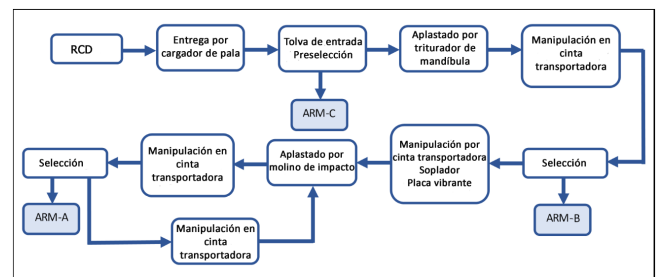 RCD
Entrega por
cargador de pala
Tolva de entrada
Preselección
Aplastado por
triturador de
mandíbula
Manipulación en
cinta
transportadora
ARM-C
Selección
Manipulación en
cinta
transportadora
Aplastado por
molino de impacto
Manipulación por
cinta transportadora
Soplador
Placa vibrante
Selección
ARM-A
Manipulación en
cinta
transportadora
ARM-B